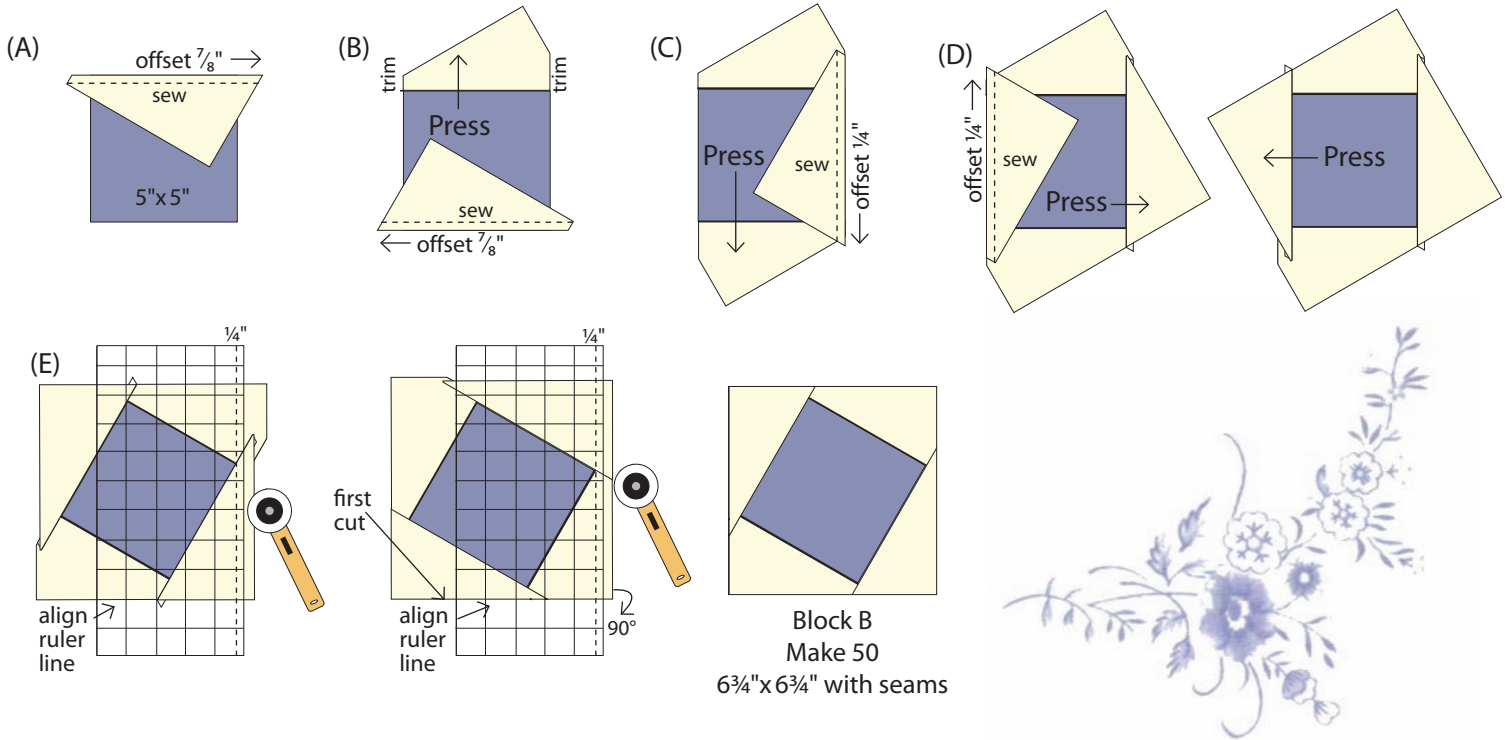 (A)
offset ⅞"
sew
5"x 5"
(B)
trim
trim
Press
sew
offset ⅞"
(C)
Press
sew
offset ¼"
(D)
offset ¼"
sew
Press
Press
(E)
¼"
align
ruler
line
first
cut
¼"
align
ruler
line
90°
Block B
Make 50
6¾"x 6¾" with seams